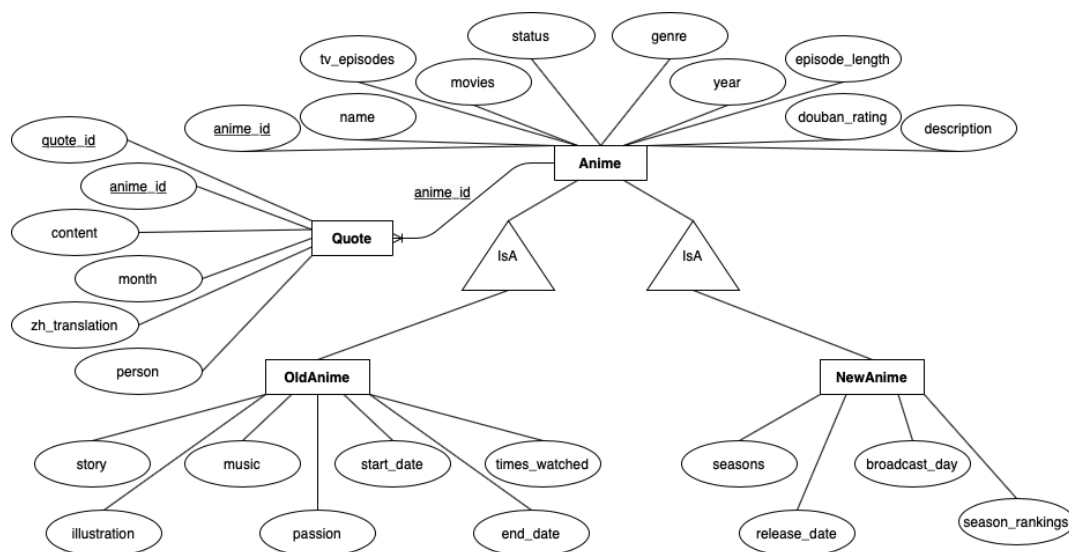 status
genre
tv_episodes
episode_length
movies
year
anime_id
name
douban_rating
description
quote_id
Anime
anime_id
anime_id
content
Quote
IsA
IsA
month
zh_translation
person
OldAnime
NewAnime
story
music
start_date
times_watched
seasons
broadcast_day
illustration
passion
end_date
release_date
season_rankings